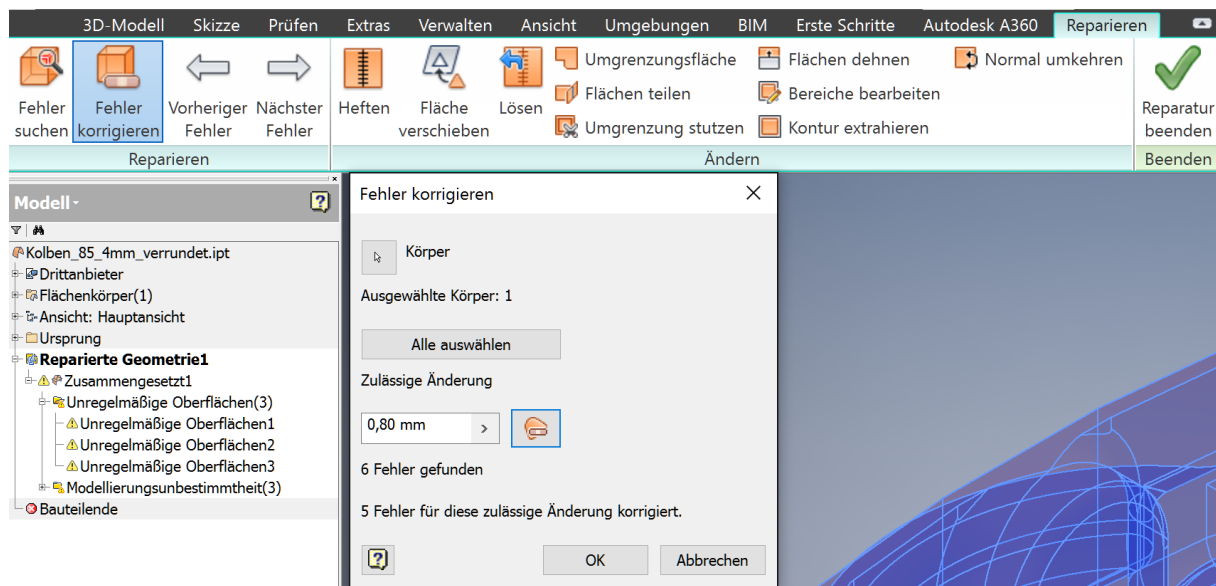 3D-Modell Skizze Prüfen Extras Verwalten Ansicht Umgebungen BIM Erste Schritte Autodesk A360 Reparieren
Fehler suchen
Fehler korrigieren
Vorheriger Fehler
Nächster Fehler
Heften
Fläche verschieben
Lösen
Umgrenzungsfläche
Flächen teilen
Umgrenzung stutzen
Flächen dehnen
Bereiche bearbeiten
Kontur extrahieren
Normal umkehren
Reparatur beenden
Reparieren
Ändern
Beenden
Modell
Kolben_85_4mm_verrundet.ipt
Drittanbieter
Flächenkörper(1)
Ansicht: Hauptansicht
Ursprung
Reparierte Geometrie1
Zusammengesetzt1
Unregelmäßige Oberflächen(3)
Unregelmäßige Oberflächen1
Unregelmäßige Oberflächen2
Unregelmäßige Oberflächen3
Modellierungsunbestimmtheit(3)
Bauteilende
Fehler korrigieren
Körper
Ausgewählte Körper: 1
Alle auswählen
Zulässige Änderung
0,80 mm
6 Fehler gefunden
5 Fehler für diese zulässige Änderung korrigiert.
OK
Abbrechen